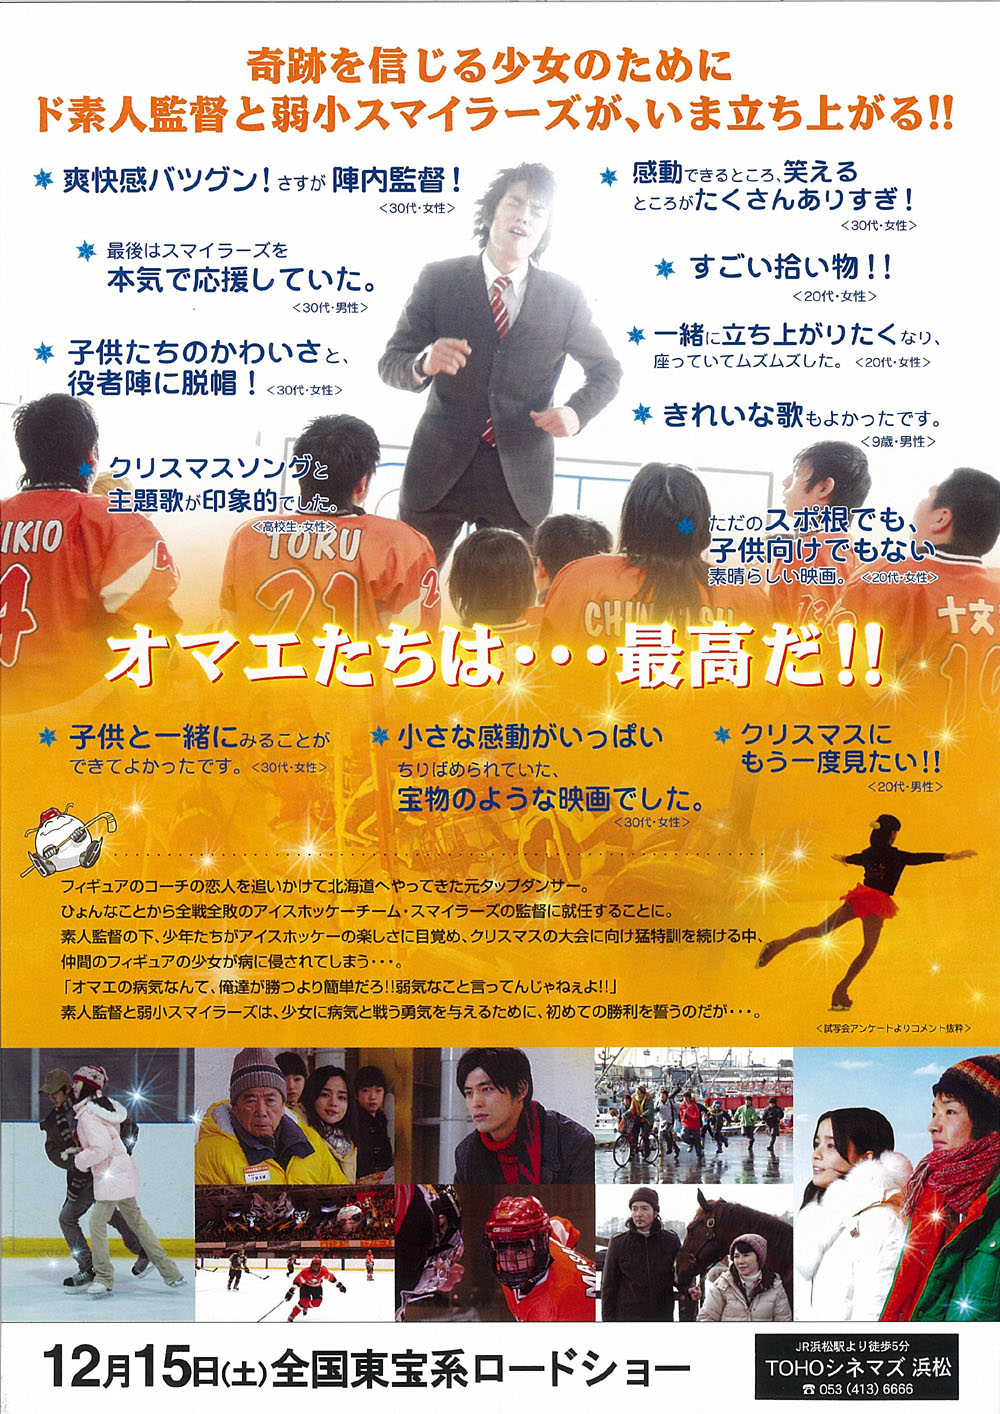 奇跡を信じる少女のために
ド素人監督と弱小スマイラーズが、いま立ち上がる!!
爽快感バツグン！さすが 陣内監督！
＜30代・女性＞
最後はスマイラーズを
本気で応援していた。
＜30代・男性＞
子供たちのかわいさと、
役者陣に脱帽！＜30代・女性＞
クリスマスソングと
主題歌が印象的でした。
＜高校生・女性＞
感動できるところ、笑える
ところがたくさんありすぎ！
＜30代・女性＞
すごい拾い物！！
＜20代・女性＞
一緒に立ち上がりたくなり、
座っていてムズムズした。＜20代・女性＞
きれいな歌もよかったです。
＜9歳・男性＞
ただのスポ根でも、
子供向けでもない
素晴らしい映画。＜20代・女性＞
IKIO
4
TORU
21
十文
10
オマエたちは・・・最高だ!!
子供と一緒にみることが
できてよかったです。＜30代・女性＞
小さな感動がいっぱい
ちりばめられていた、
宝物のような映画でした。
＜30代・女性＞
クリスマスに
もう一度見たい!!
＜20代・男性＞
フィギュアのコーチの恋人を追いかけて北海道へやってきた元タップダンサー。
ひょんなことから全戦全敗のアイスホッケーチーム・スマイラーズの監督に就任することに。
素人監督の下、少年たちがアイスホッケーの楽しさに目覚め、クリスマスの大会に向け猛特訓を続ける中、
仲間のフィギュアの少女が病に侵されてしまう・・・。
「オマエの病気なんて、俺達が勝つより簡単だろ!!弱気なこと言ってんじゃねぇよ!!」
素人監督と弱小スマイラーズは、少女に病気と戦う勇気を与えるために、初めての勝利を誓うのだが・・・。
＜試写会アンケートよりコメント抜粋＞
12月15日(土)全国東宝系ロードショー
JR浜松駅より徒歩5分
TOHOシネマズ 浜松
☎ 053 (413) 6666